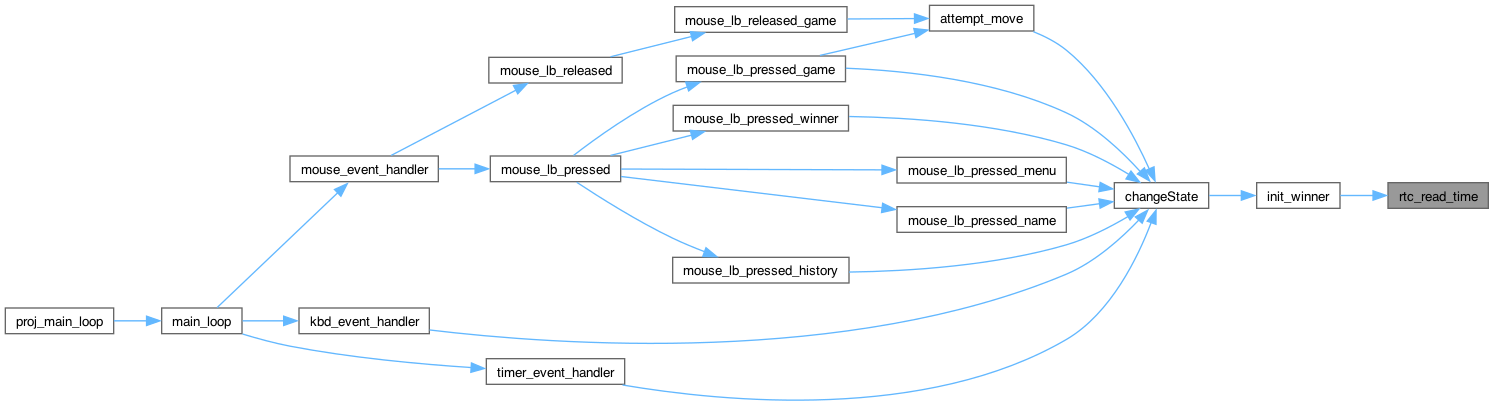 mouse_lb_released_game
attempt_move
mouse_lb_released
mouse_lb_pressed_game
mouse_lb_pressed_winner
mouse_event_handler
mouse_lb_pressed
mouse_lb_pressed_menu
changeState
init_winner
rtc_read_time
mouse_lb_pressed_name
mouse_lb_pressed_history
proj_main_loop
main_loop
kbd_event_handler
timer_event_handler